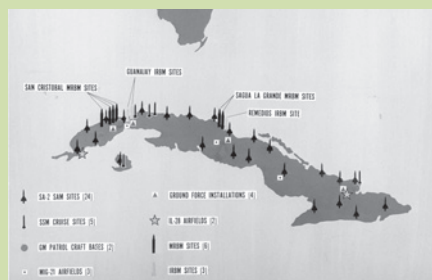 GUANAJAY IRBM SITES
SAN CRISTOBAL MRBM SITES
SAGUA LA GRANDE MRBM SITES
REMEDIOS IRBM SITE
SA-2 SAM SITES (24)
SSM CRUISE SITES (5)
GM PATROL CRAFT BASES (2)
MIG-21 AIRFIELDS (3)
GROUND FORCE INSTALLATIONS (4)
IL-28 AIRFIELDS (2)
MRBM SITES (6)
IRBM SITES (3)